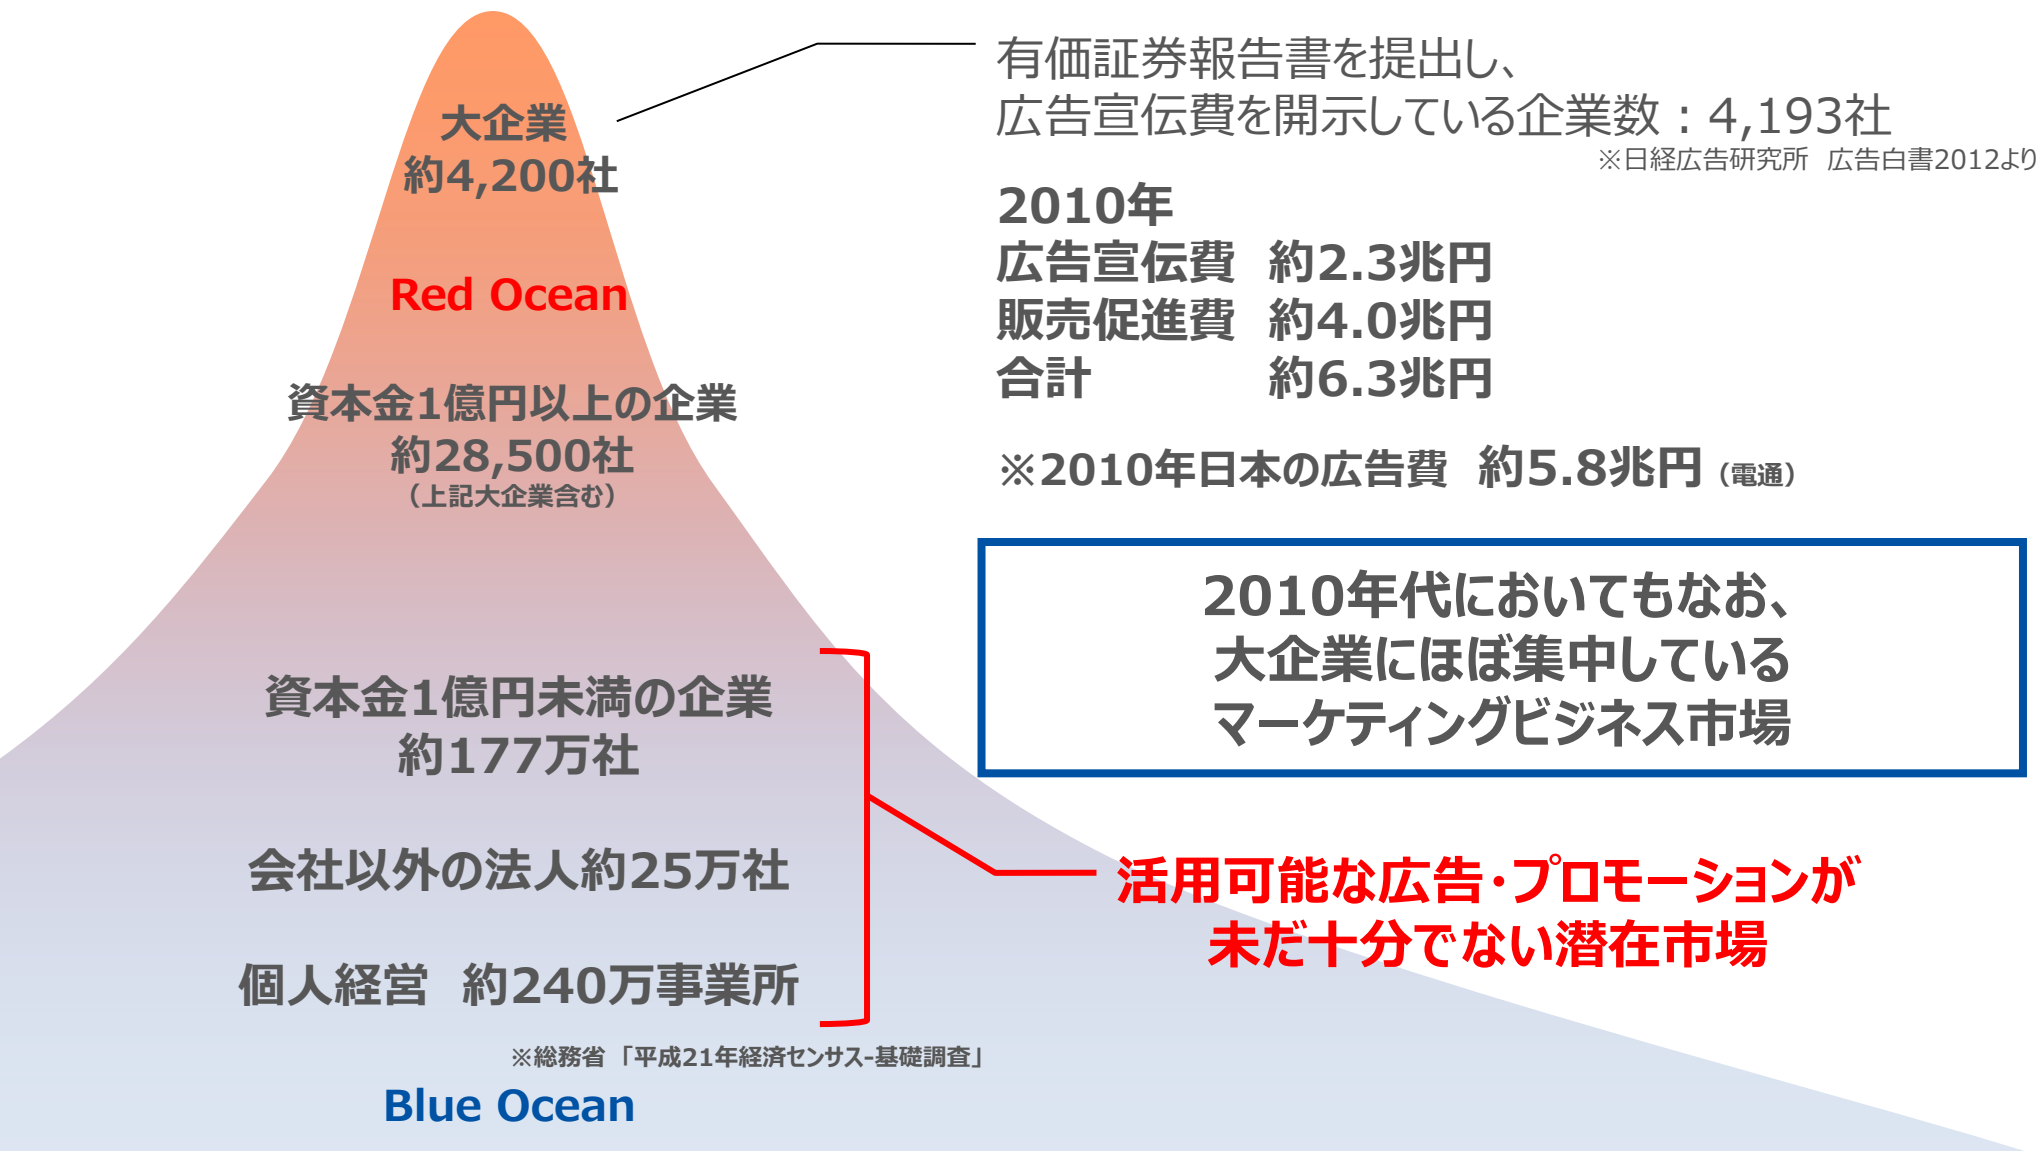 大企業
約4,200社
Red Ocean
資本金1億円以上の企業
約28,500社
（上記大企業含む）
資本金1億円未満の企業
約177万社
会社以外の法人約25万社
個人経営　約240万事業所
※総務省「平成21年経済センサス-基礎調査」
Blue Ocean
有価証券報告書を提出し、
広告宣伝費を開示している企業数：4,193社
※日経広告研究所　広告白書2012より
2010年
広告宣伝費　約2.3兆円
販売促進費　約4.0兆円
合計　約6.3兆円
※2010年日本の広告費　約5.8兆円（電通）
2010年代においてもなお、
大企業にほぼ集中している
マーケティングビジネス市場
活用可能な広告・プロモーションが
未だ十分でない潜在市場